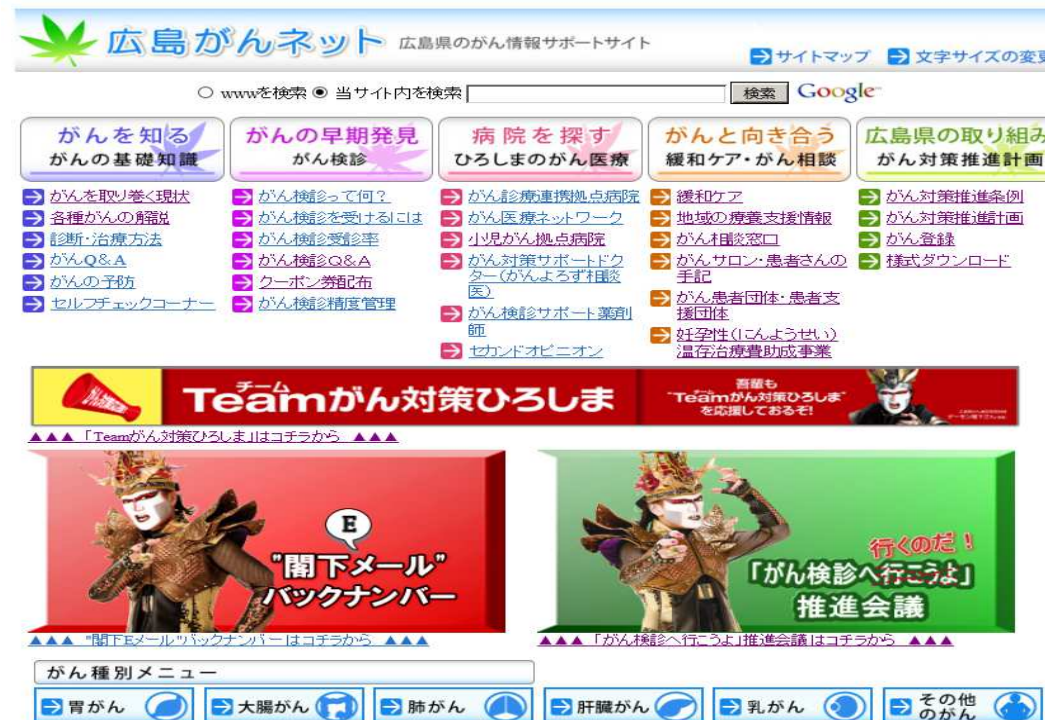 広島がんネット 広島県のがん情報サポートサイト
サイトマップ 文字サイズの変更
wwwを検索 当サイト内を検索 検索 Google
がんを知る
がんの基礎知識
がんを取り巻く現状
各種がんの解説
診断・治療方法
がんQ&A
がんの予防
セルフチェックコーナー
がんの早期発見
がん検診
がん検診って何?
がん検診を受けるには
がん検診受診率
がん検診Q&A
クーポン券配布
がん検診精度管理
病院を探す
ひろしまのがん医療
がん診療連携拠点病院
がん医療ネットワーク
小児がん拠点病院
がん対策サポートドク
ター(がんよろず相談
医)
がん検診サポート薬剤
師
セカンドオピニオン
がんと向き合う
緩和ケア・がん相談
緩和ケア
地域の療養支援情報
がん相談窓口
がんサロン・患者さんの
手記
がん患者団体・患者支
援団体
妊孕性(にんようせい)
温存治療費助成事業
広島県の取り組み
がん対策推進計画
がん対策推進条例
がん対策推進計画
がん登録
様式ダウンロード
チーム
Teamがん対策ひろしま
吾輩も
チーム
"Teamがん対策ひろしま"
を応援しておるぞ!
▲▲▲ 「Teamがん対策ひろしま」はコチラから ▲▲▲
E
"閣下メール"
バックナンバー
▲▲▲ "閣下Eメール"バックナンバーはコチラから ▲▲▲
行くのだ!
「がん検診へ行こうよ」
推進会議
▲▲▲ 「がん検診へ行こうよ」推進会議はコチラから ▲▲▲
がん種別メニュー
胃がん 大腸がん 肺がん 肝臓がん 乳がん その他
のがん